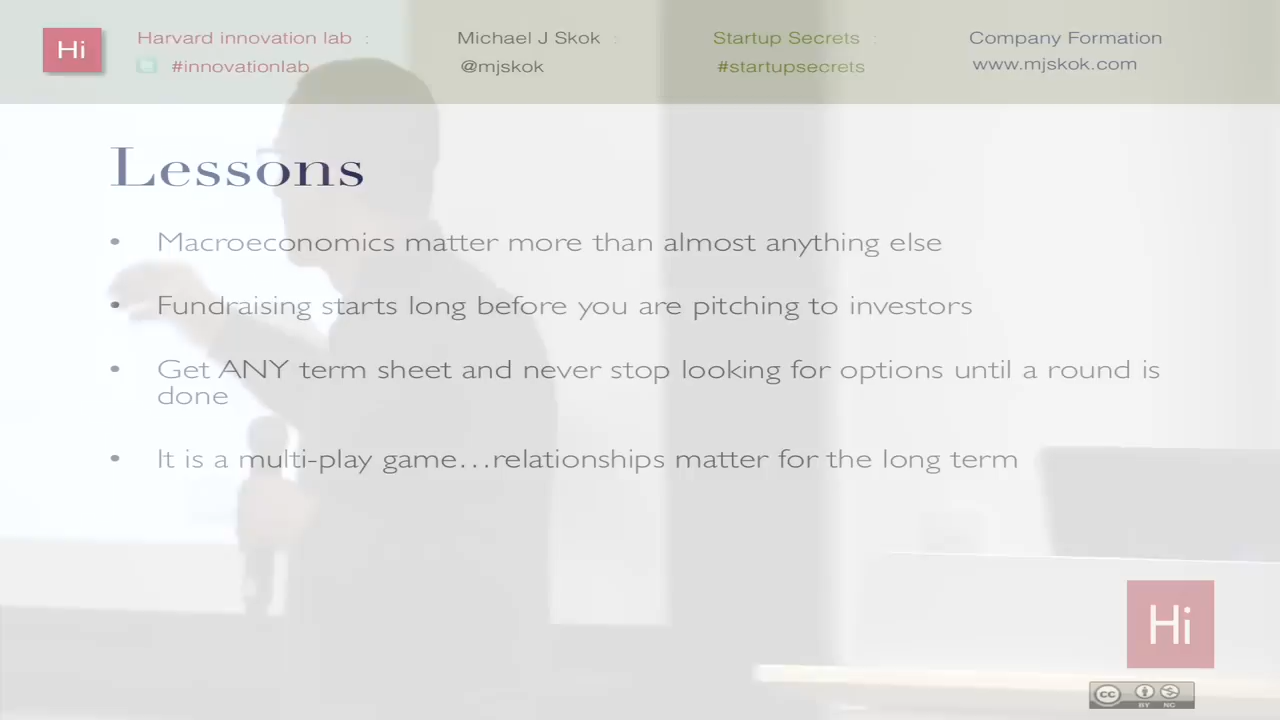 Hi
Harvard innovation lab :
#innovationlab
Michael J Skok :
@mjskok
Startup Secrets :
#startupsecrets
Company Formation
www.mjskok.com
Lessons
• Macroeconomics matter more than almost anything else
• Fundraising starts long before you are pitching to investors
• Get ANY term sheet and never stop looking for options until a round is
done
• It is a multi-play game...relationships matter for the long term
Hi
cc
BY NC